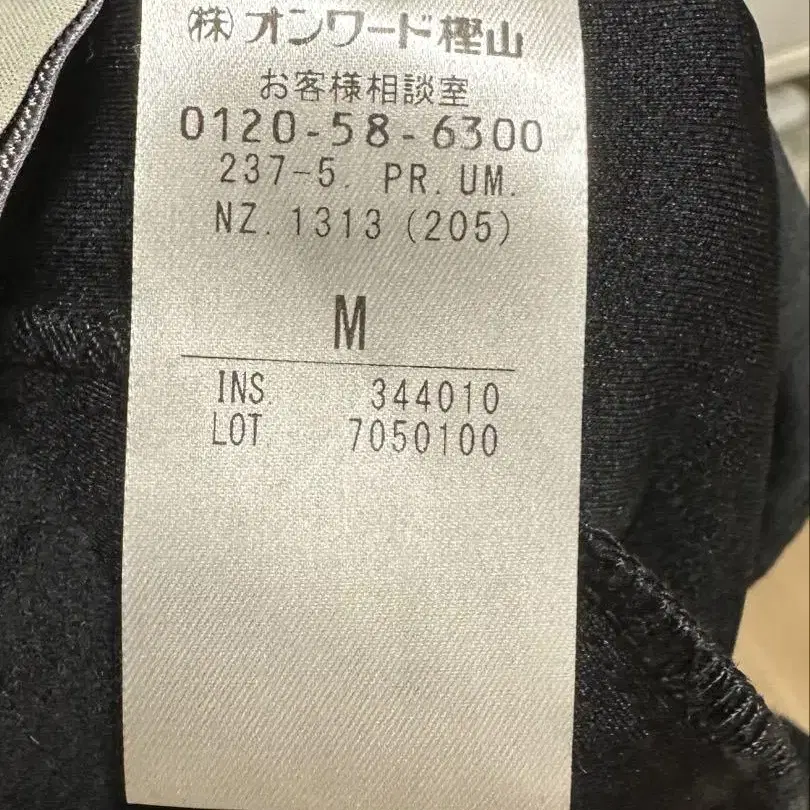 ㈱オンワード樫山
お客様相談室
0120-58-6300
237-5. PR. UM.
NZ. 1313 (205)
M
INS. 344010
LOT. 7050100